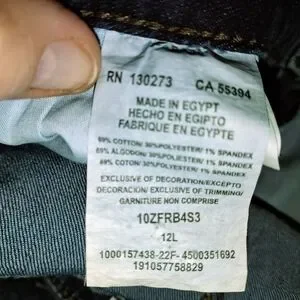 RN 130273 CA 55394
MADE IN EGYPT
HECHO EN EGIPTO
FABRIQUE EN EGYPTE
69% COTTON/ 30%POLYESTER/ 1% SPANDEX
69% ALGODON/ 30%POLIESTER/ 1% SPANDEX
69% COTON/ 30%POLYESTER/ 1% SPANDEX
EXCLUSIVE OF DECORATION/EXCEPTO
DECORACION/ EXCLUSIVE OF TRIMMING/
GARNITURE NON COMPRISE
10ZFRB4S3
12L
1000157438-22F- 4500351692
191057758829